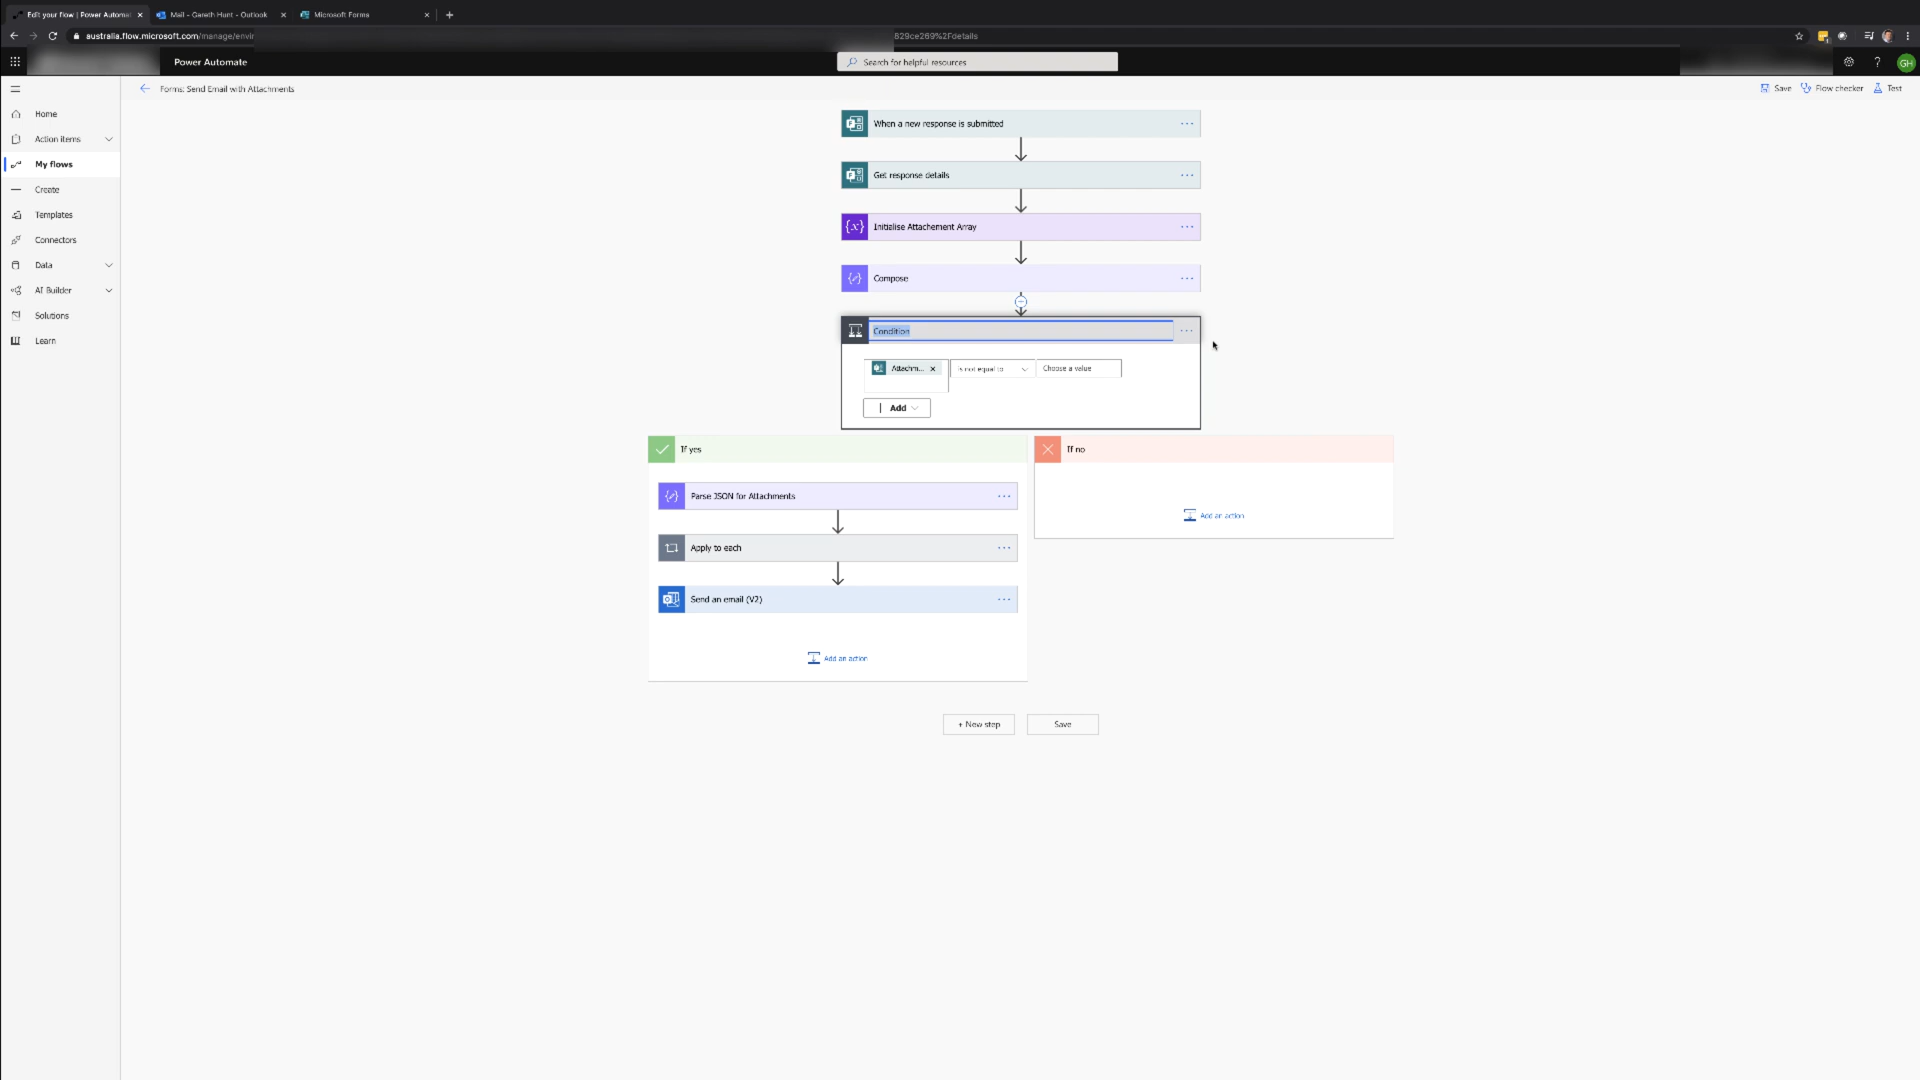 Edit your flow | Power Automa
Mail - Gareth Hunt - Outlook
Microsoft Forms
australia.flow.microsoft.com/manage/envir
829ce269%2Fdetails
Power Automate
Search for helpful resources
GH
Forms: Send Email with Attachments
Save
Flow checker
Test
Home
Action items
My flows
Create
Templates
Connectors
Data
AI Builder
Solutions
Learn
When a new response is submitted
Get response details
Initialise Attachement Array
Compose
Condition
Attachm...
is not equal to
Choose a value
Add
If yes
If no
Parse JSON for Attachments
Add an action
Apply to each
Send an email (V2)
Add an action
+ New step
Save